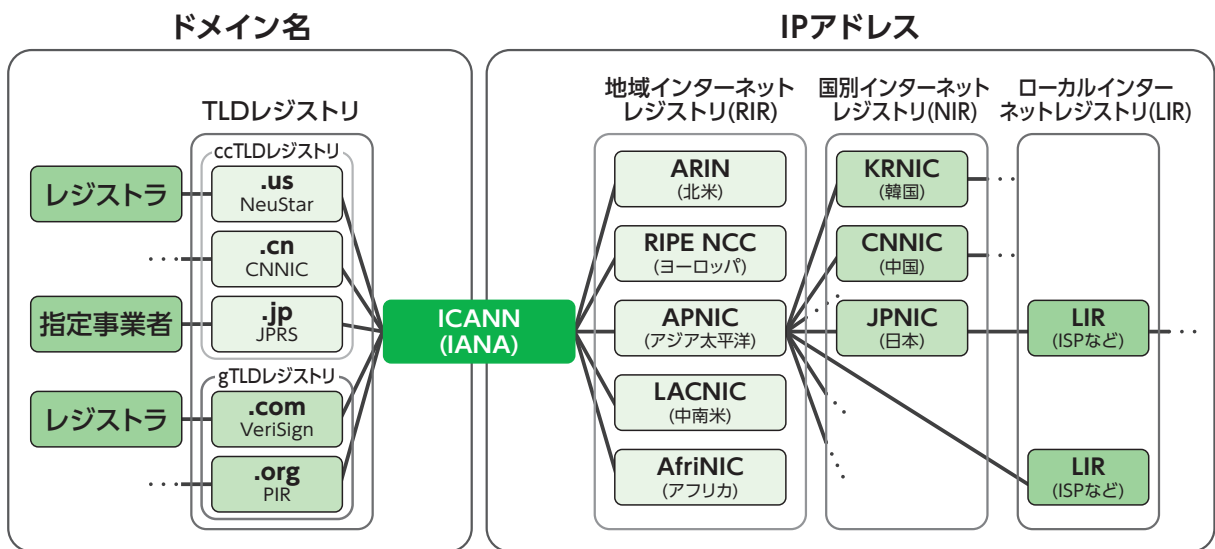 ドメイン名
TLDレジストリ
ccTLDレジストリ
レジストラ
.us
NeuStar
.cn
CNNIC
指定事業者
.jp
JPRS
gTLDレジストリ
レジストラ
.com
VeriSign
.org
PIR
ICANN
(IANA)
IPアドレス
地域インターネット
レジストリ(RIR)
ARIN
(北米)
RIPE NCC
(ヨーロッパ)
APNIC
(アジア太平洋)
LACNIC
(中南米)
AfriNIC
(アフリカ)
国別インターネット
レジストリ(NIR)
KRNIC
(韓国)
CNNIC
(中国)
JPNIC
(日本)
ローカルインター
ネットレジストリ(LIR)
LIR
(ISPなど)
LIR
(ISPなど)